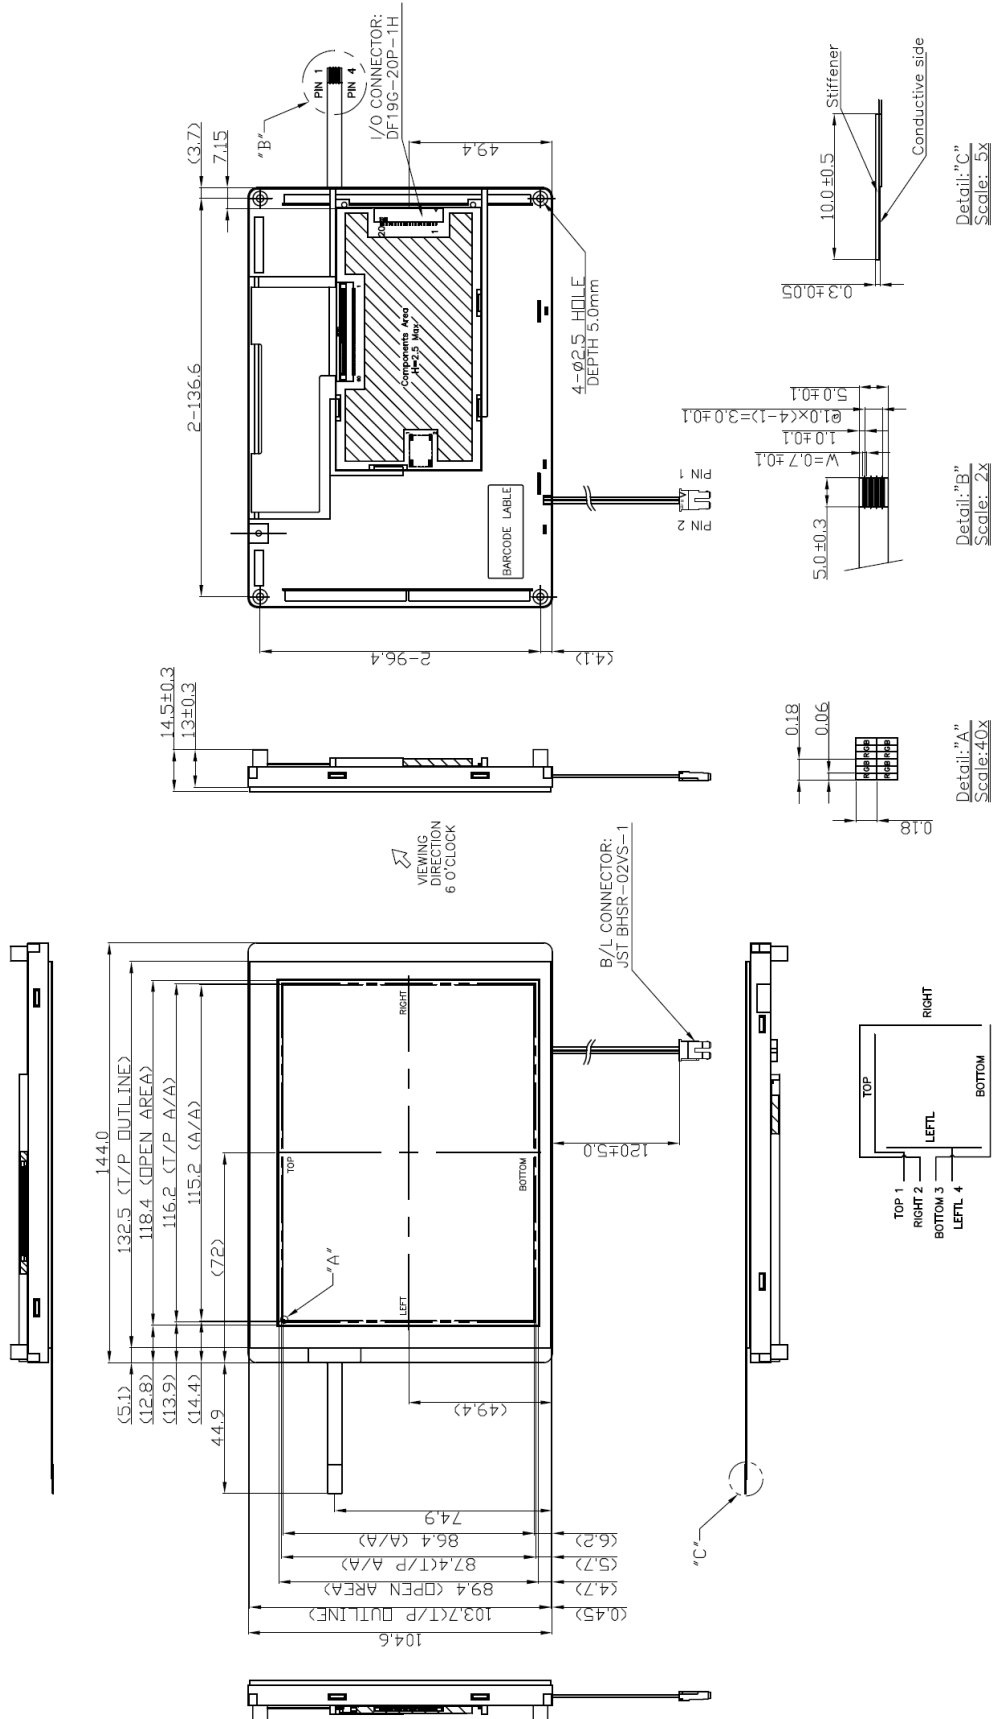 (3.7)
7.15
2-136.6
"B"
PIN 1
PIN 4
I/O CONNECTOR:
DF19G-20P-1H
49.4
20
1
Components Area
H=2.5 Max
4-Ø2.5 HOLE
DEPTH 5.0mm
BARCODE LABLE
PIN 2
PIN 1
2-96.4
(4.1)
10.0±0.5
Stiffener
Conductive side
0.3±0.05
Detail:"C"
Scale: 5x
5.0±0.1
@1.0x(4-1)=3.0±0.1
1.0±0.1
W=0.7±0.1
5.0±0.3
Detail:"B"
Scale: 2x
14.5±0.3
13±0.3
VIEWING
DIRECTION
6 O'CLOCK
0.18
0.06
RGB RGB
RGB RGB
0.18
Detail:"A"
Scale:40x
144.0
132.5 (T/P OUTLINE)
118.4 (OPEN AREA)
116.2 (T/P A/A)
115.2 (A/A)
(72)
(5.1)
(12.8)
(13.9)
(14.4)
44.9
"A"
TOP
LEFT
RIGHT
BOTTOM
B/L CONNECTOR:
JST BHSR-02VS-1
120±5.0
(49.4)
74.9
86.4 (A/A)
87.4(T/P A/A)
89.4 (OPEN AREA)
103.7(T/P OUTLINE)
104.6
(6.2)
(5.7)
(4.7)
(0.45)
"C"
TOP
RIGHT
LEFTL
BOTTOM
TOP 1
RIGHT 2
BOTTOM 3
LEFTL 4